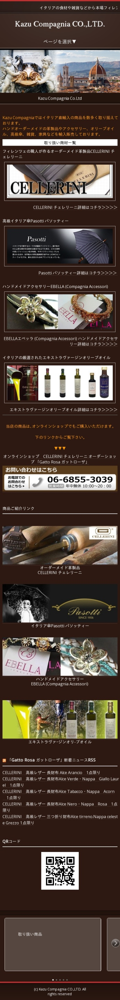 イタリアの食材や雑貨などから本場フィレン
Kazu Compagnia CO.,LTD.
ページを選択▼
Kazu Compagnia Co.Ltd
Kazu Compagniaではイタリア直輸入の商品を数多く取り揃えて
おります。
ハンドオーダーメイドの革製品やアクセサリー、オリーブオイ
ル、高級傘、雑貨、家具などを輸入販売しております。
取り扱い商材一覧
フィレンツェの職人が作るオーダーメイド革製品CELLERINI チ
ェレリーニ
CELLERINI
CELLERINI チェレリーニ詳細はコチラ＞＞＞＞
高級イタリア傘Pasotti パソッティー
Pasotti
Pasotti パソッティー詳細はコチラ＞＞＞＞
ハンドメイドアクセサリーEBELLA (Compagnia Accessori)
EBELLA
EBELLAエベッラ (Compagnia Accessori) ハンドメイドアクセサ
リー詳細はコチラ＞＞＞＞
イタリアの厳選されたエキストラヴァージンオリーブオイル
Olio
Extra Vergine
di Oliva
エキストラヴァージンオリーブオイル詳細はコチラ＞＞＞＞
当店の商品は､オンラインショップでもご購入いただけます。
下のリンクからご覧下さい。
▼▼▼
オンラインショップ　CELLERINI チェレリーニ オーダーショッ
プ 「Gatto Rosa ガットローザ」
お問い合わせはこちら
お電話での
お問合わせ
はこちら▶
06-6855-3039
営業時間 年中無休 10:00〜20：00
商品ご紹介リンク
CELLERINI
オーダーメイド革製品
CELLERINI チェレリーニ
Pasotti
SINCE 1956
イタリア傘Pasotti パソッティー
EBELLA
ハンドメイドアクセサリー
EBELLA (Compagnia Accessori)
エキストラヴァｰジンオリ-ブオイル
「Gatto Rosa ガットローザ」新着ニュースRSS
CELLERINI　高級レザー 長財布 Alce Arancio　1点限り
CELLERINI　高級レザー 長財布Alce Verde・Nappa　Giallo Laur
el　1点限り
CELLERINI　高級レザー 長財布Alce Tabacco・Nappa　Acorn
　1点限り
CELLERINI　高級レザー 長財布Alce Nero・Nappa　Rosa　1点
限り
CELLERINI　高級レザー 三つ折り財布Alce tirreno.Nappa celest
e Grezzo 1点限り
QRコード
取り扱い商品
(c) Kazu Compagnia CO.,LTD. All
rights reserved